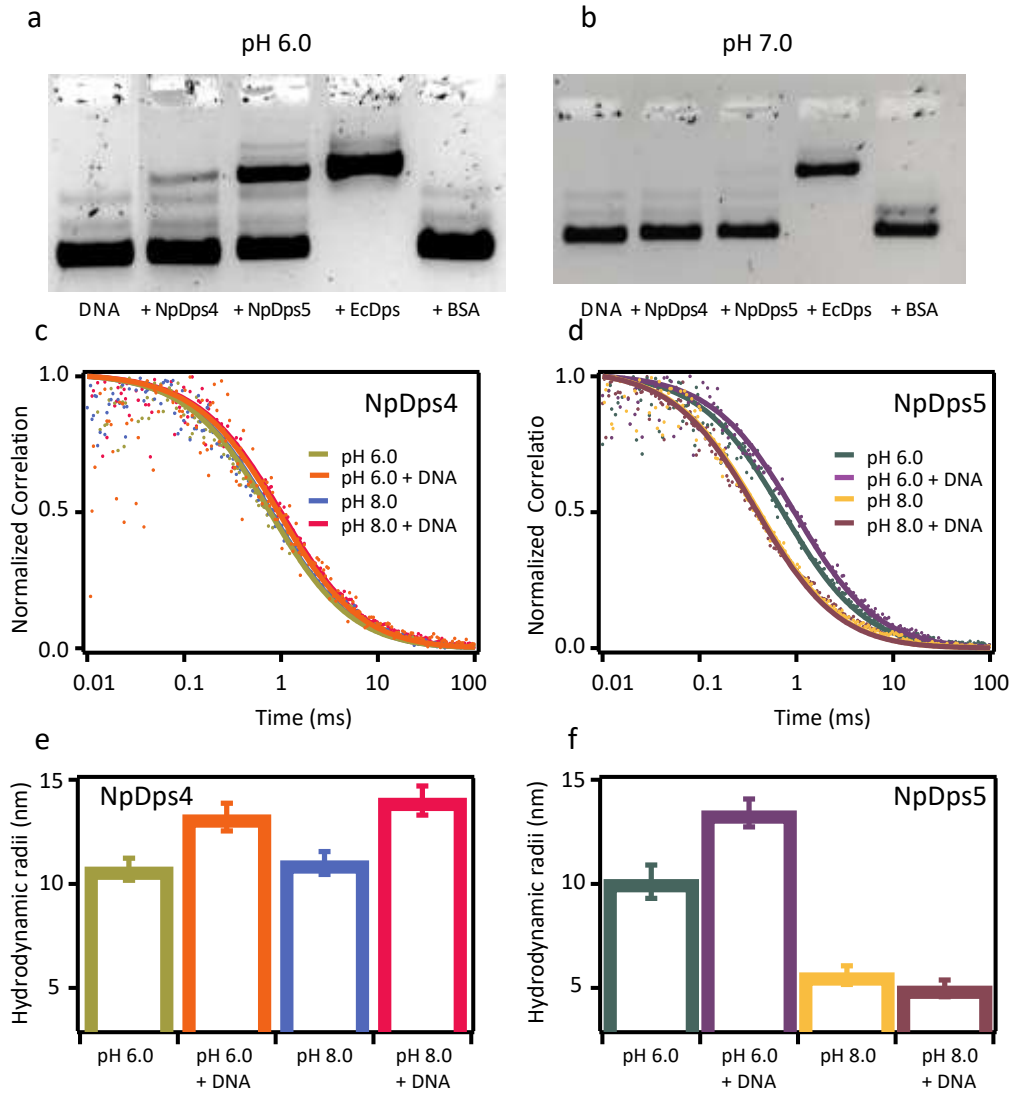 a
b
pH 6.0
pH 7.0
DNA + NpDps4 + NpDps5 + EcDps + BSA
DNA + NpDps4 + NpDps5 + EcDps + BSA
c
d
Normalized Correlation
1.0
0.5
0.0
NpDps4
pH 6.0
pH 6.0 + DNA
pH 8.0
pH 8.0 + DNA
0.01 0.1 1 10 100
Time (ms)
Normalized Correlatio
1.0
0.5
0.0
NpDps5
pH 6.0
pH 6.0 + DNA
pH 8.0
pH 8.0 + DNA
0.01 0.1 1 10 100
Time (ms)
e
f
Hydrodynamic radii (nm)
15
10
5
NpDps4
pH 6.0
pH 6.0
+ DNA
pH 8.0
pH 8.0
+ DNA
Hydrodynamic radii (nm)
15
10
5
NpDps5
pH 6.0
pH 6.0
+ DNA
pH 8.0
pH 8.0
+ DNA